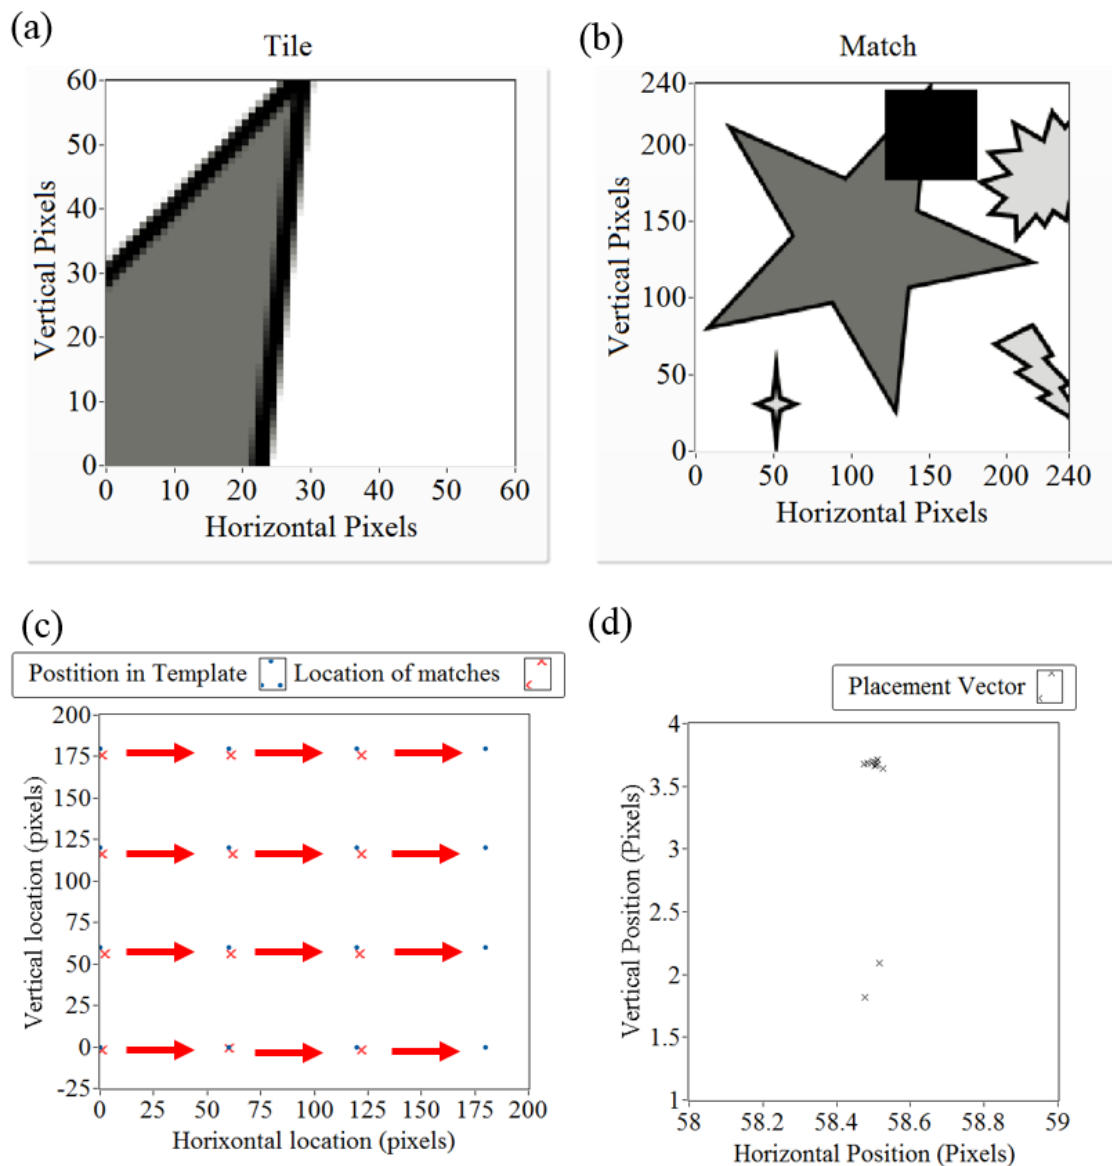 (a)
Tile
60
50
40
30
20
10
0
Vertical Pixels
0 10 20 30 40 50 60
Horizontal Pixels
(b)
Match
240
200
150
100
50
0
Vertical Pixels
0 50 100 150 200 240
Horizontal Pixels
(c)
Postition in Template Location of matches
200
175
150
125
100
75
50
25
0
-25
Vertical location (pixels)
0 25 50 75 100 125 150 175 200
Horixontal location (pixels)
(d)
Placement Vector
4
3.5
3
2.5
2
1.5
1
Vertical Position (Pixels)
58 58.2 58.4 58.6 58.8 59
Horizontal Position (Pixels)